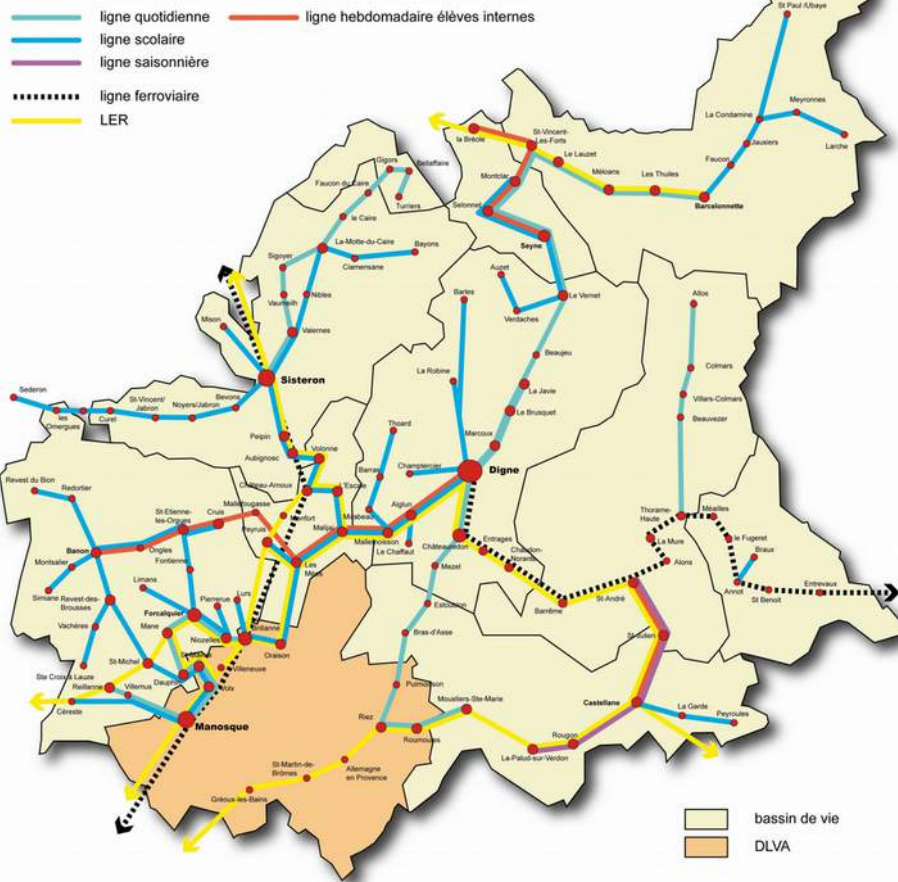 ligne quotidienne
ligne hebdomadaire élèves internes
ligne scolaire
ligne saisonnière
ligne ferroviaire
LER
St Paul /Ubaye
Meyronnes
La Condamine
Larche
Jausiers
Faucon
la Bréole
St-Vincent-
Les-Forts
Le Lauzet
Méolans
Les Thuiles
Barcelonnette
Montclar
Selonnet
Seyne
Gigors
Bellaffaire
Faucon du Caire
Turriers
le Caire
La-Motte-du-Caire
Bayons
Clamensane
Sigoyer
Vaumeilh
Nibles
Valernes
Mison
Sisteron
Auzet
Le Vernet
Barles
Verdaches
Beaujeu
La Robine
La Javie
Le Brusquet
Marcoux
Digne
Allos
Colmars
Villars-Colmars
Beauvezer
Sederon
les
Omergues
Curel
St-Vincent/
Jabron
Noyers/Jabron
Bevons
Peipin
Aubignosc
Volonne
Château-Arnoux
L'Escale
Thoard
Barras
Champtercier
Mirabeau
Aiglun
Malijai
Mallemoisson
Le Chaffaut
Châteauredon
Entrages
Chaudon-
Norante
Barrême
St-André
Thorame-
Haute
Méailles
La Mure
Alons
le Fugeret
Braux
Annot
St Benoit
Entrevaux
Revest du Bion
Redortier
St-Etienne-
les-Orgues
Cruis
Mallefougasse
Peyruis
Banon
Ongles
Fontienne
Montsalier
Simiane
Revest-des-
Brousses
Limans
Les
Mées
Pierrerue
Lurs
Forcalquier
Vachères
Mane
Niozelles
Brillanne
Oraison
Villeneuve
St-Michel
Dauphin
Volx
Ste Croix à Lauze
Reillanne
Villemus
Céreste
Manosque
Mezel
Estoublon
Bras-d'Asse
Puimoisson
Riez
Roumoules
Moustiers-Ste-Marie
St-Julien
Castellane
La Garde
Peyroules
Rougon
La-Palud-sur-Verdon
St-Martin-de-
Brômes
Allemagne
en Provence
Gréoux-les-Bains
bassin de vie
DLVA